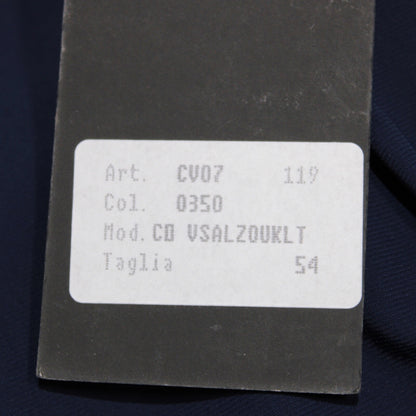 Art. CV07 119
Col. 0350
Mod. CD VSALZOUKLT
Taglia 54